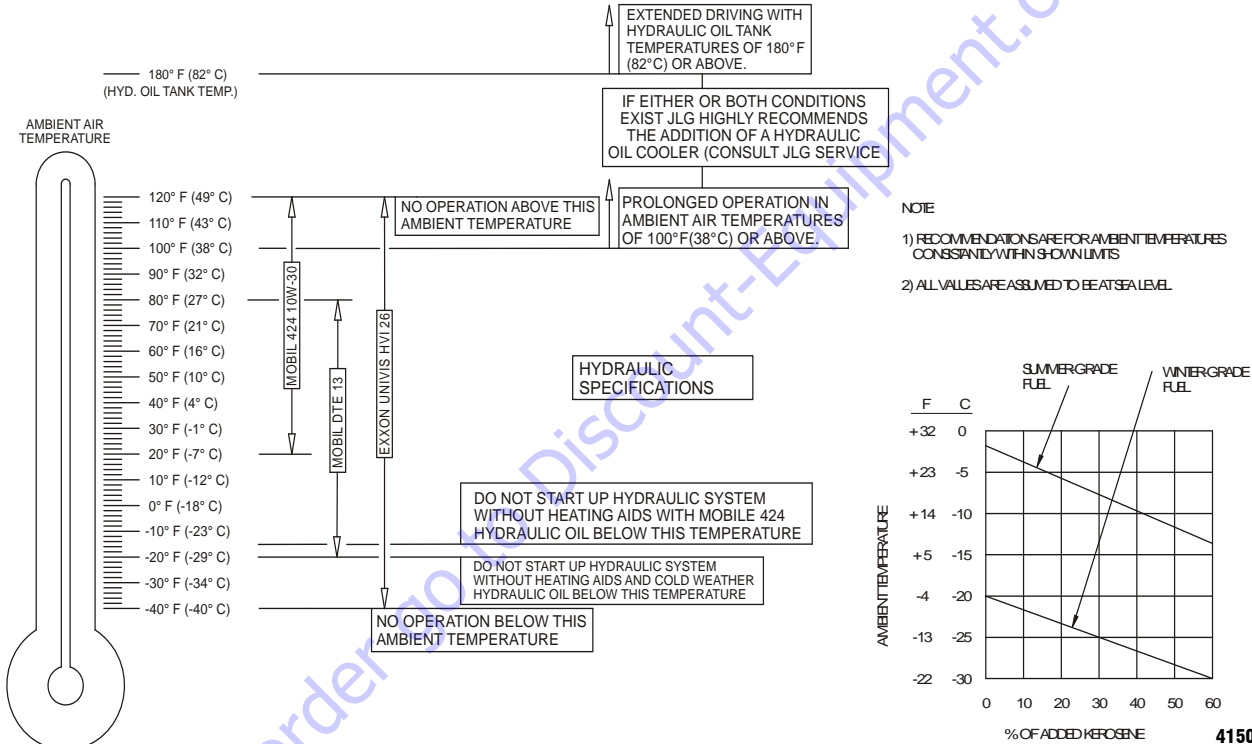 EXTENDED DRIVING WITH
HYDRAULIC OIL TANK
TEMPERATURES OF 180°F
(82°C) OR ABOVE.
180° F (82° C)
(HYD. OIL TANK TEMP.)
IF EITHER OR BOTH CONDITIONS
EXIST JLG HIGHLY RECOMMENDS
THE ADDITION OF A HYDRAULIC
OIL COOLER (CONSULT JLG SERVICE
AMBIENT AIR
TEMPERATURE
120° F (49° C)
110° F (43° C)
100° F (38° C)
90° F (32° C)
80° F (27° C)
70° F (21° C)
60° F (16° C)
50° F (10° C)
40° F (4° C)
30° F (-1° C)
20° F (-7° C)
10° F (-12° C)
0° F (-18° C)
-10° F (-23° C)
-20° F (-29° C)
-30° F (-34° C)
-40° F (-40° C)
MOBIL 424 10W-30
MOBIL DTE 13
EXXON UNIVIS HVI 26
NO OPERATION ABOVE THIS
AMBIENT TEMPERATURE
PROLONGED OPERATION IN
AMBIENT AIR TEMPERATURES
OF 100°F(38°C) OR ABOVE.
HYDRAULIC
SPECIFICATIONS
DO NOT START UP HYDRAULIC SYSTEM
WITHOUT HEATING AIDS WITH MOBILE 424
HYDRAULIC OIL BELOW THIS TEMPERATURE
DO NOT START UP HYDRAULIC SYSTEM
WITHOUT HEATING AIDS AND COLD WEATHER
HYDRAULIC OIL BELOW THIS TEMPERATURE
NO OPERATION BELOW THIS
AMBIENT TEMPERATURE
NOTE
1) RECOMMENDATIONS ARE FOR AMBIENT TEMPERATURES
CONSISTANTLY WITHIN SHOWN LIMITS
2) ALL VALUES ARE ASSUMED TO BE AT SEA LEVEL.
SUMMER-GRADE
FUEL
WINTER-GRADE
FUEL
F C
+32 0
+23 -5
+14 -10
+5 -15
-4 -20
-13 -25
-22 -30
AMBIENT TEMPERATURE
0 10 20 30 40 50 60
% OF ADDED KEROSENE
4150
order go to Discount-Equipment.c